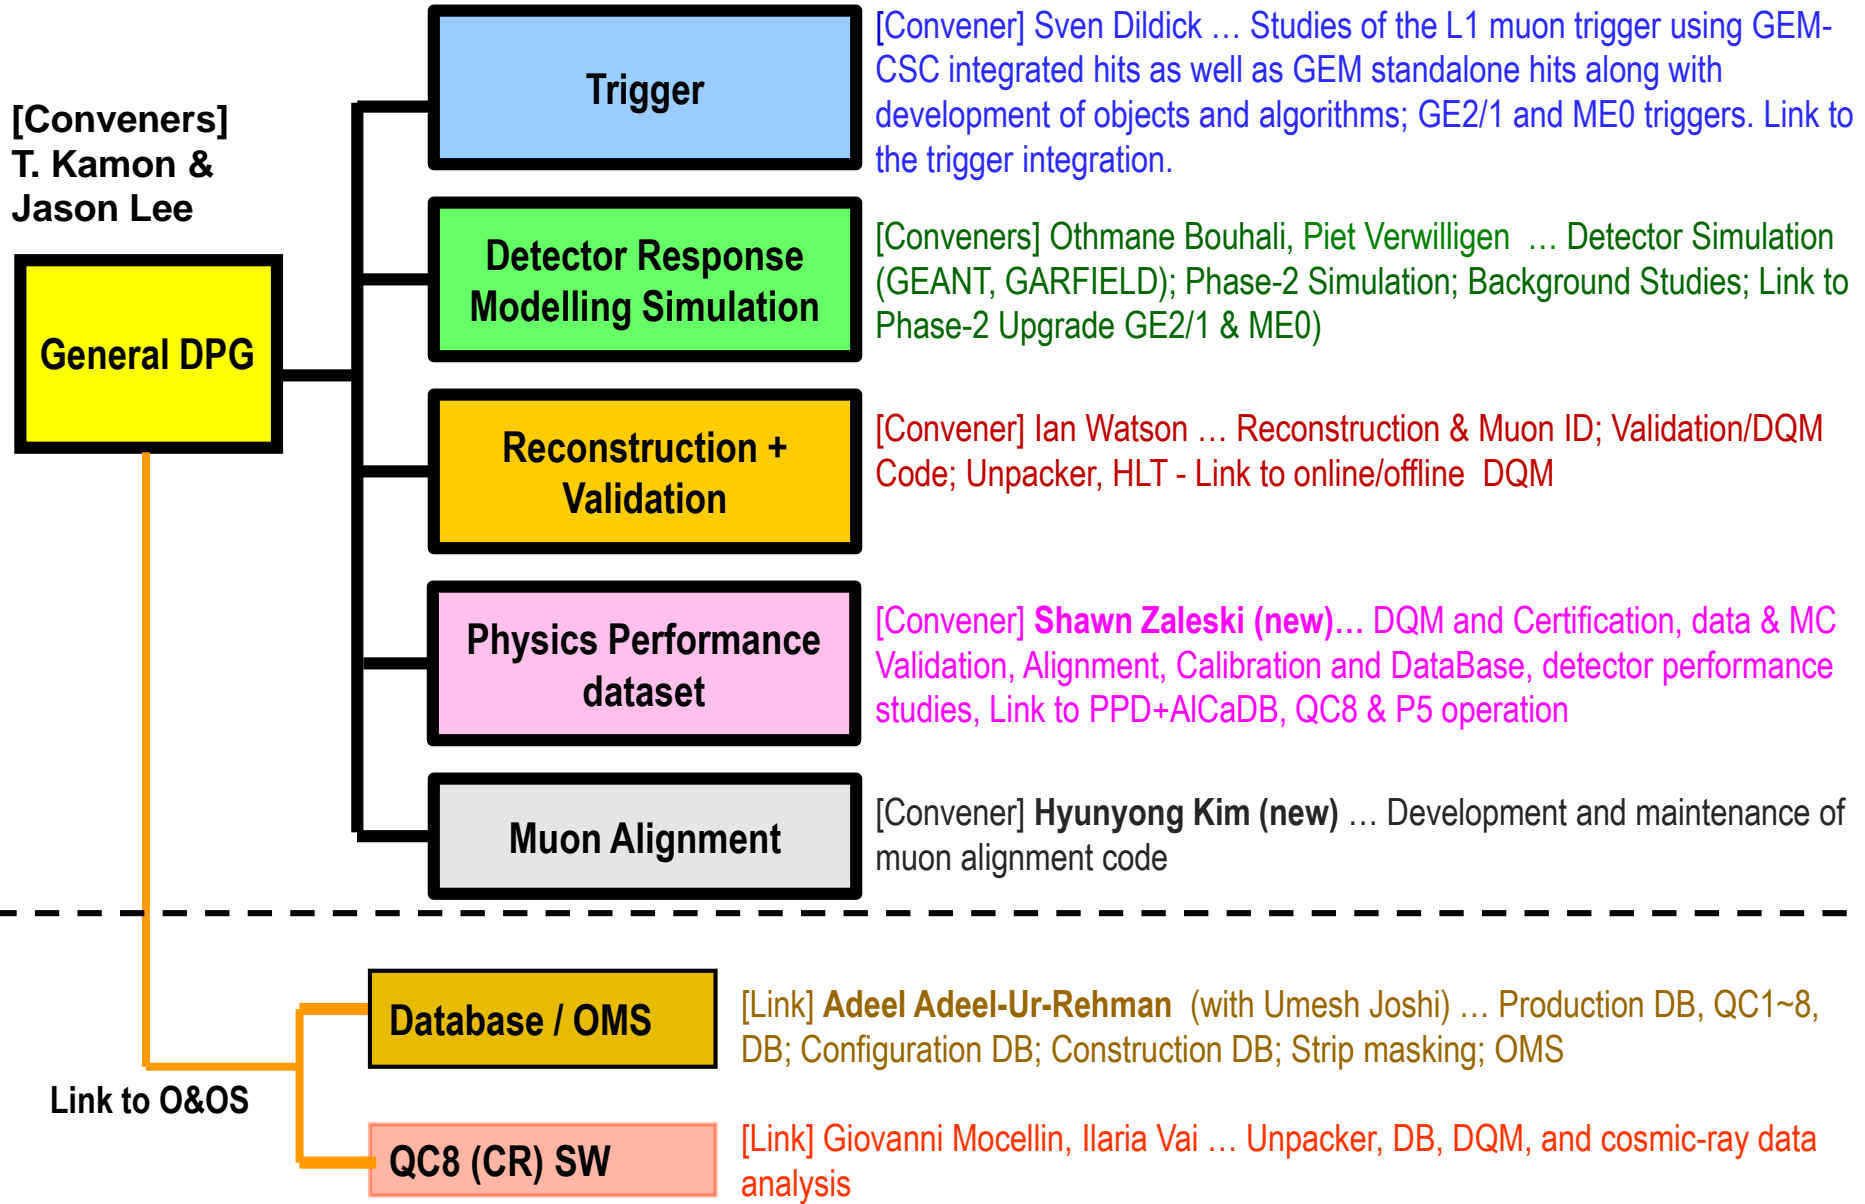 [Conveners]
T. Kamon &
Jason Lee
General DPG
Trigger
[Convener] Sven Dildick … Studies of the L1 muon trigger using GEM-
CSC integrated hits as well as GEM standalone hits along with
development of objects and algorithms; GE2/1 and ME0 triggers. Link to
the trigger integration.
Detector Response
Modelling Simulation
[Conveners] Othmane Bouhali, Piet Verwilligen … Detector Simulation
(GEANT, GARFIELD); Phase-2 Simulation; Background Studies; Link to
Phase-2 Upgrade GE2/1 & ME0)
Reconstruction +
Validation
[Convener] Ian Watson … Reconstruction & Muon ID; Validation/DQM
Code; Unpacker, HLT - Link to online/offline DQM
Physics Performance
dataset
[Convener] Shawn Zaleski (new)… DQM and Certification, data & MC
Validation, Alignment, Calibration and DataBase, detector performance
studies, Link to PPD+AlCaDB, QC8 & P5 operation
Muon Alignment
[Convener] Hyunyong Kim (new) … Development and maintenance of
muon alignment code
Link to O&OS
Database / OMS
[Link] Adeel Adeel-Ur-Rehman (with Umesh Joshi) … Production DB, QC1~8,
DB; Configuration DB; Construction DB; Strip masking; OMS
QC8 (CR) SW
[Link] Giovanni Mocellin, Ilaria Vai … Unpacker, DB, DQM, and cosmic-ray data
analysis